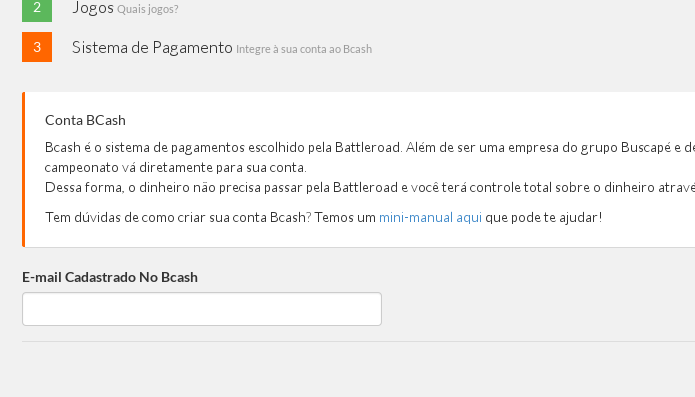 2 Jogos Quais jogos?
3 Sistema de Pagamento Integre à sua conta ao Bcash
Conta BCash
Bcash é o sistema de pagamentos escolhido pela Battleroad. Além de ser uma empresa do grupo Buscapé e de
campeonato vá diretamente para sua conta.
Dessa forma, o dinheiro não precisa passar pela Battleroad e você terá controle total sobre o dinheiro atravé
Tem dúvidas de como criar sua conta Bcash? Temos um mini-manual aqui que pode te ajudar!
E-mail Cadastrado No Bcash